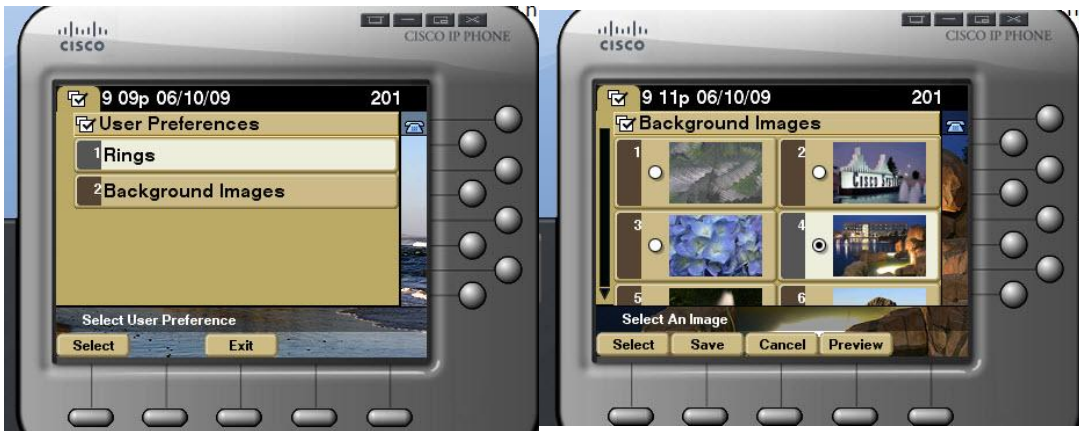 CISCO
CISCO IP PHONE
9 09p 06/10/09 201
User Preferences
1 Rings
2 Background Images
Select User Preference
Select Exit
CISCO
CISCO IP PHONE
9 11p 06/10/09 201
Background Images
1 2
3 4
5 6
Select An Image
Select Save Cancel Preview